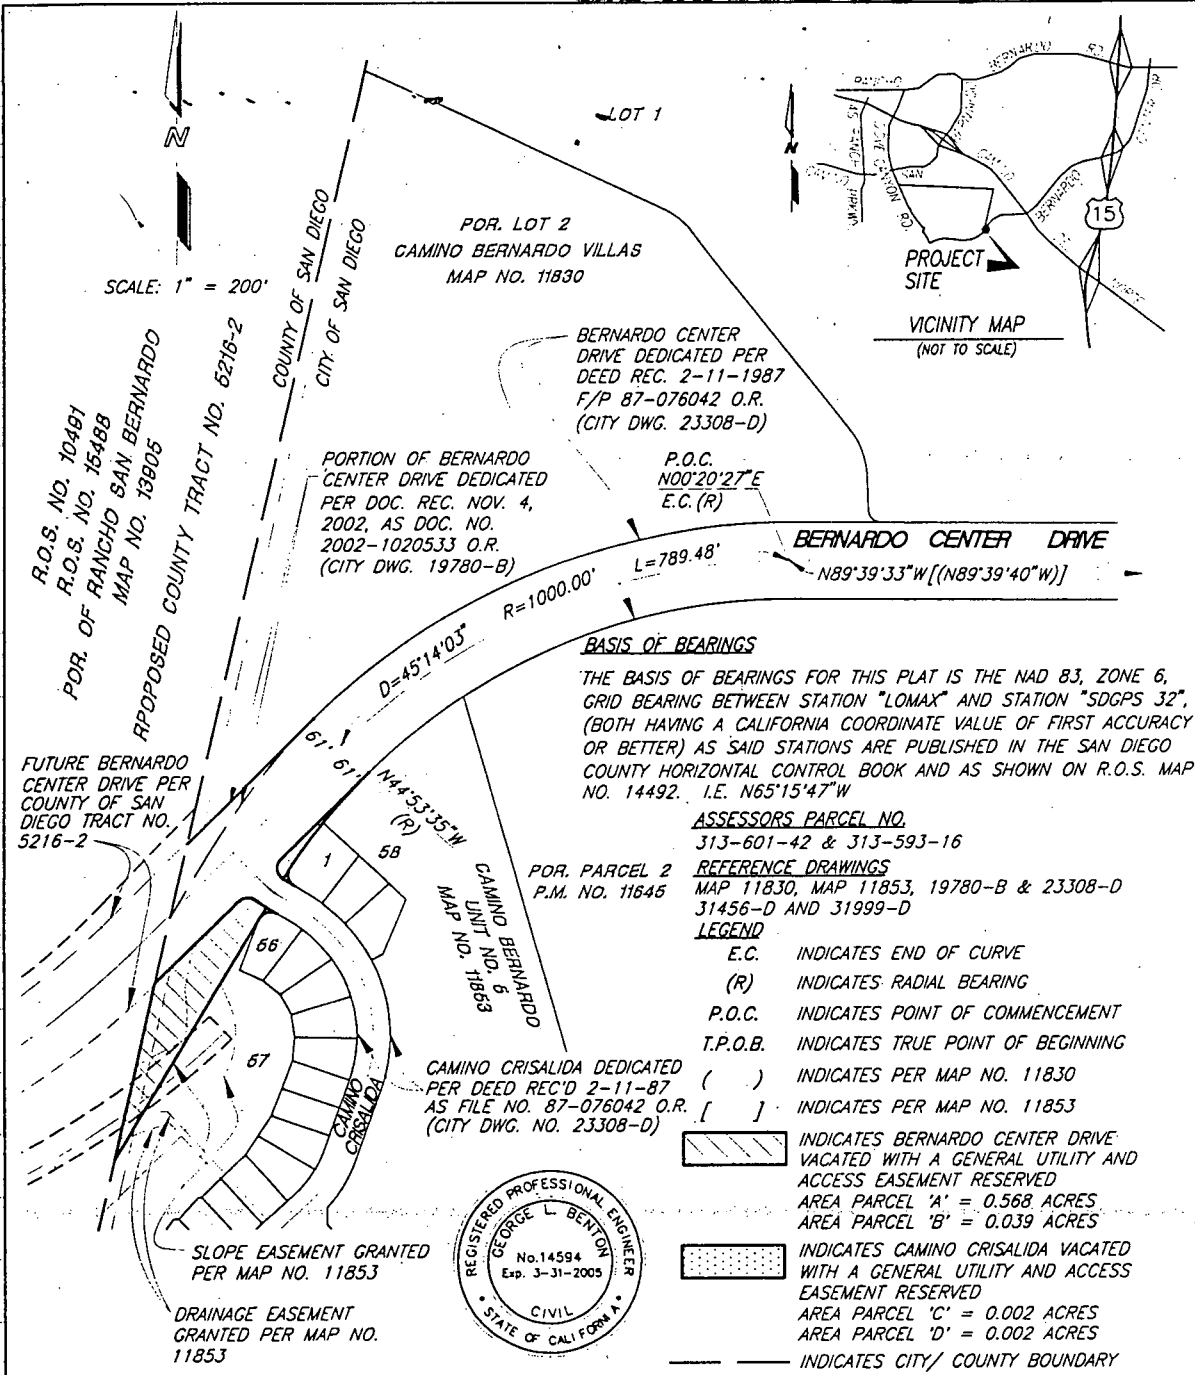 N
SCALE: 1" = 200'
LOT 1
POR. LOT 2
CAMINO BERNARDO VILLAS
MAP NO. 11830
COUNTY OF SAN DIEGO
CITY OF SAN DIEGO
RANCHO
BERNARDO
RD.
CAMINO
SAN
BERNARDO
DOVE CANYON RD.
N
15
PROJECT
SITE
VICINITY MAP
(NOT TO SCALE)
R.O.S. NO. 10491
R.O.S. NO. 15488
POR. OF RANCHO SAN BERNARDO
MAP NO. 13905
RPOPOSED COUNTY TRACT NO. 5216-2
BERNARDO CENTER
DRIVE DEDICATED PER
DEED REC. 2-11-1987
F/P 87-076042 O.R.
(CITY DWG. 23308-D)
PORTION OF BERNARDO
CENTER DRIVE DEDICATED
PER DOC. REC. NOV. 4,
2002, AS DOC. NO.
2002-1020533 O.R.
(CITY DWG. 19780-B)
P.O.C.
N00°20'27"E
E.C.(R)
BERNARDO CENTER DRIVE
N89°39'33"W[(N89°39'40"W)]
L=789.48'
R=1000.00'
D=45°14'03"
61'
61'
N44°53'35"W
(R)
BASIS OF BEARINGS
THE BASIS OF BEARINGS FOR THIS PLAT IS THE NAD 83, ZONE 6,
GRID BEARING BETWEEN STATION "LOMAX" AND STATION "SDGPS 32",
(BOTH HAVING A CALIFORNIA COORDINATE VALUE OF FIRST ACCURACY
OR BETTER) AS SAID STATIONS ARE PUBLISHED IN THE SAN DIEGO
COUNTY HORIZONTAL CONTROL BOOK AND AS SHOWN ON R.O.S. MAP
NO. 14492. I.E. N65°15'47"W
FUTURE BERNARDO
CENTER DRIVE PER
COUNTY OF SAN
DIEGO TRACT NO.
5216-2
1
58
66
67
CAMINO BERNARDO
UNIT NO. 6
MAP NO. 11853
POR. PARCEL 2
P.M. NO. 11646
ASSESSORS PARCEL NO.
313-601-42 & 313-593-16
REFERENCE DRAWINGS
MAP 11830, MAP 11853, 19780-B & 23308-D
31456-D AND 31999-D
LEGEND
E.C. INDICATES END OF CURVE
(R) INDICATES RADIAL BEARING
P.O.C. INDICATES POINT OF COMMENCEMENT
T.P.O.B. INDICATES TRUE POINT OF BEGINNING
( ) INDICATES PER MAP NO. 11830
[ ] INDICATES PER MAP NO. 11853
INDICATES BERNARDO CENTER DRIVE
VACATED WITH A GENERAL UTILITY AND
ACCESS EASEMENT RESERVED
AREA PARCEL 'A' = 0.568 ACRES
AREA PARCEL 'B' = 0.039 ACRES
INDICATES CAMINO CRISALIDA VACATED
WITH A GENERAL UTILITY AND ACCESS
EASEMENT RESERVED
AREA PARCEL 'C' = 0.002 ACRES
AREA PARCEL 'D' = 0.002 ACRES
INDICATES CITY/ COUNTY BOUNDARY
CAMINO CRISALIDA DEDICATED
PER DEED REC'D 2-11-87
AS FILE NO. 87-076042 O.R.
(CITY DWG. NO. 23308-D)
CAMINO
CRISALIDA
SLOPE EASEMENT GRANTED
PER MAP NO. 11853
DRAINAGE EASEMENT
GRANTED PER MAP NO.
11853
REGISTERED PROFESSIONAL ENGINEER
GEORGE L. BENTON
No.14594
Exp. 3-31-2005
CIVIL
STATE OF CALIFORNIA